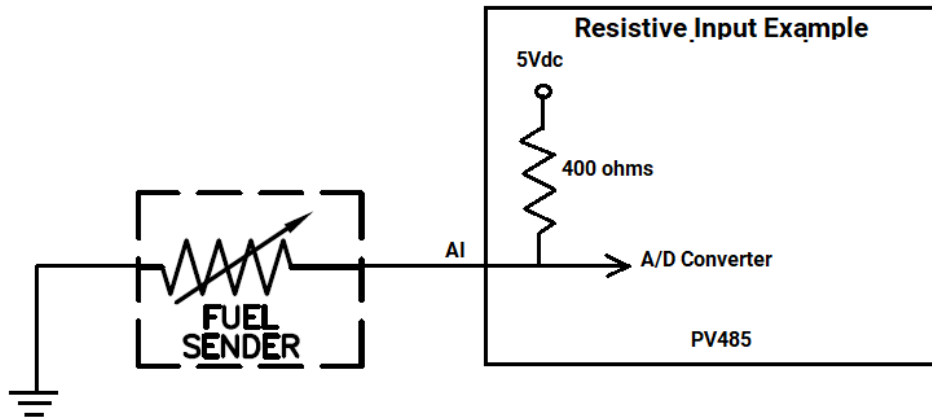 Resistive Input Example
5Vdc
400 ohms
AI
A/D Converter
FUEL
SENDER
PV485